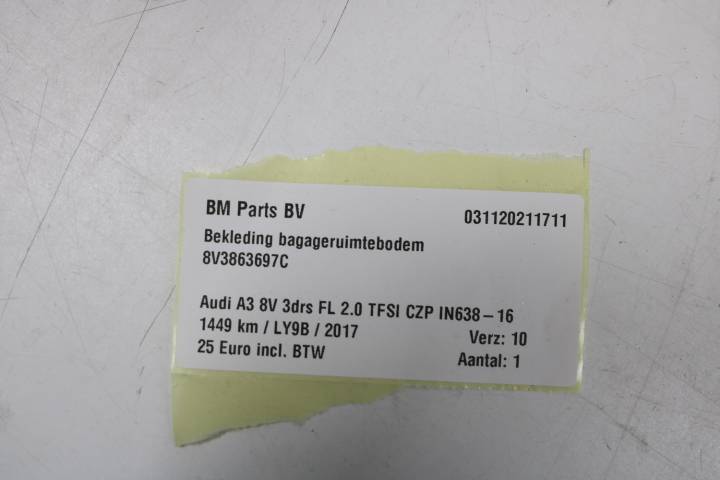 BM Parts BV 031120211711
Bekleding bagageruimtebodem
8V3863697C
Audi A3 8V 3drs FL 2.0 TFSI CZP IN638-16
1449 km / LY9B / 2017 Verz: 10
25 Euro incl. BTW Aantal: 1